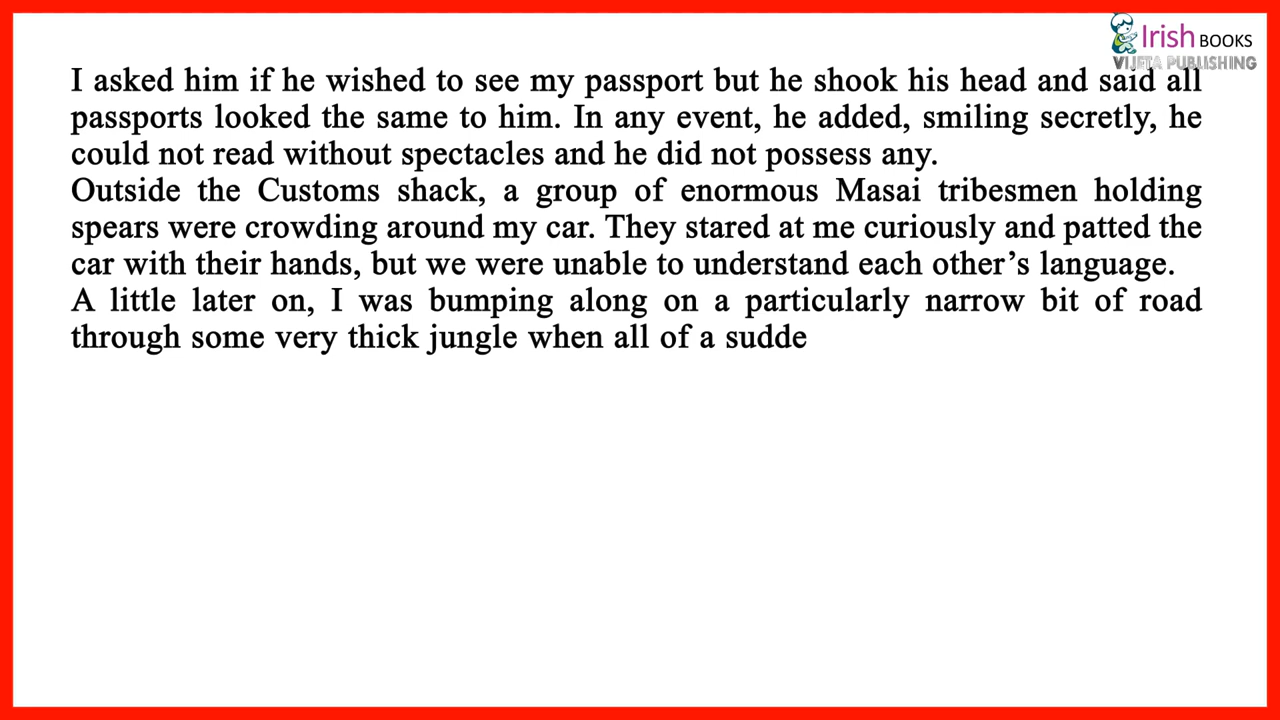 Irish BOOKS
VIJETA PUBLISHING
I asked him if he wished to see my passport but he shook his head and said all
passports looked the same to him. In any event, he added, smiling secretly, he
could not read without spectacles and he did not possess any.
Outside the Customs shack, a group of enormous Masai tribesmen holding
spears were crowding around my car. They stared at me curiously and patted the
car with their hands, but we were unable to understand each other’s language.
A little later on, I was bumping along on a particularly narrow bit of road
through some very thick jungle when all of a sudde